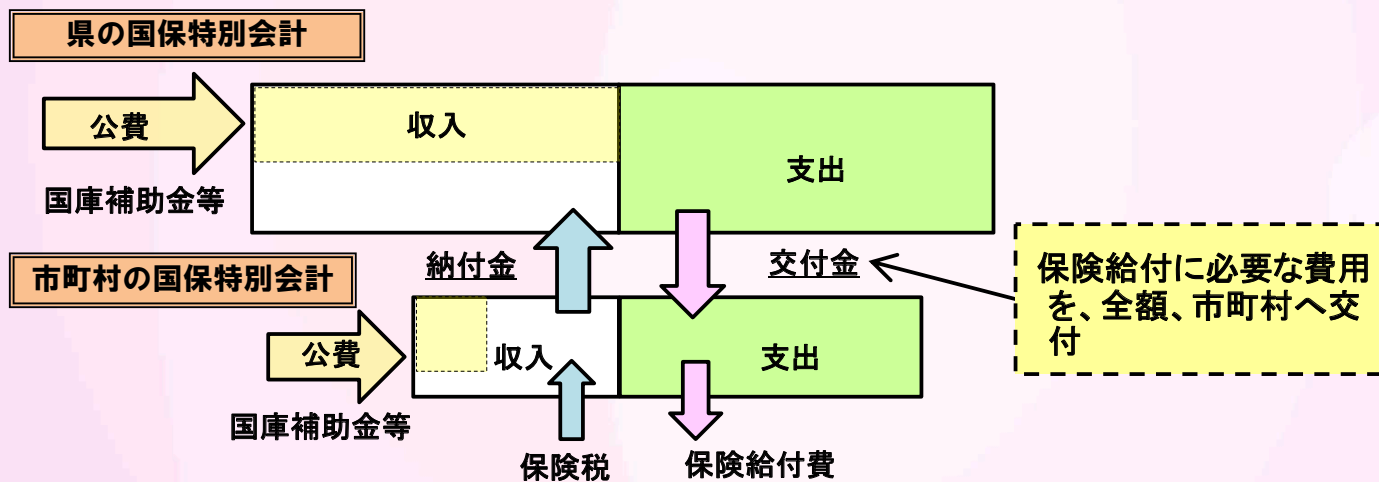 県の国保特別会計
公費
収入
支出
国庫補助金等
納付金
交付金
保険給付に必要な費用
を、全額、市町村へ交
付
市町村の国保特別会計
公費
収入
支出
国庫補助金等
保険税
保険給付費